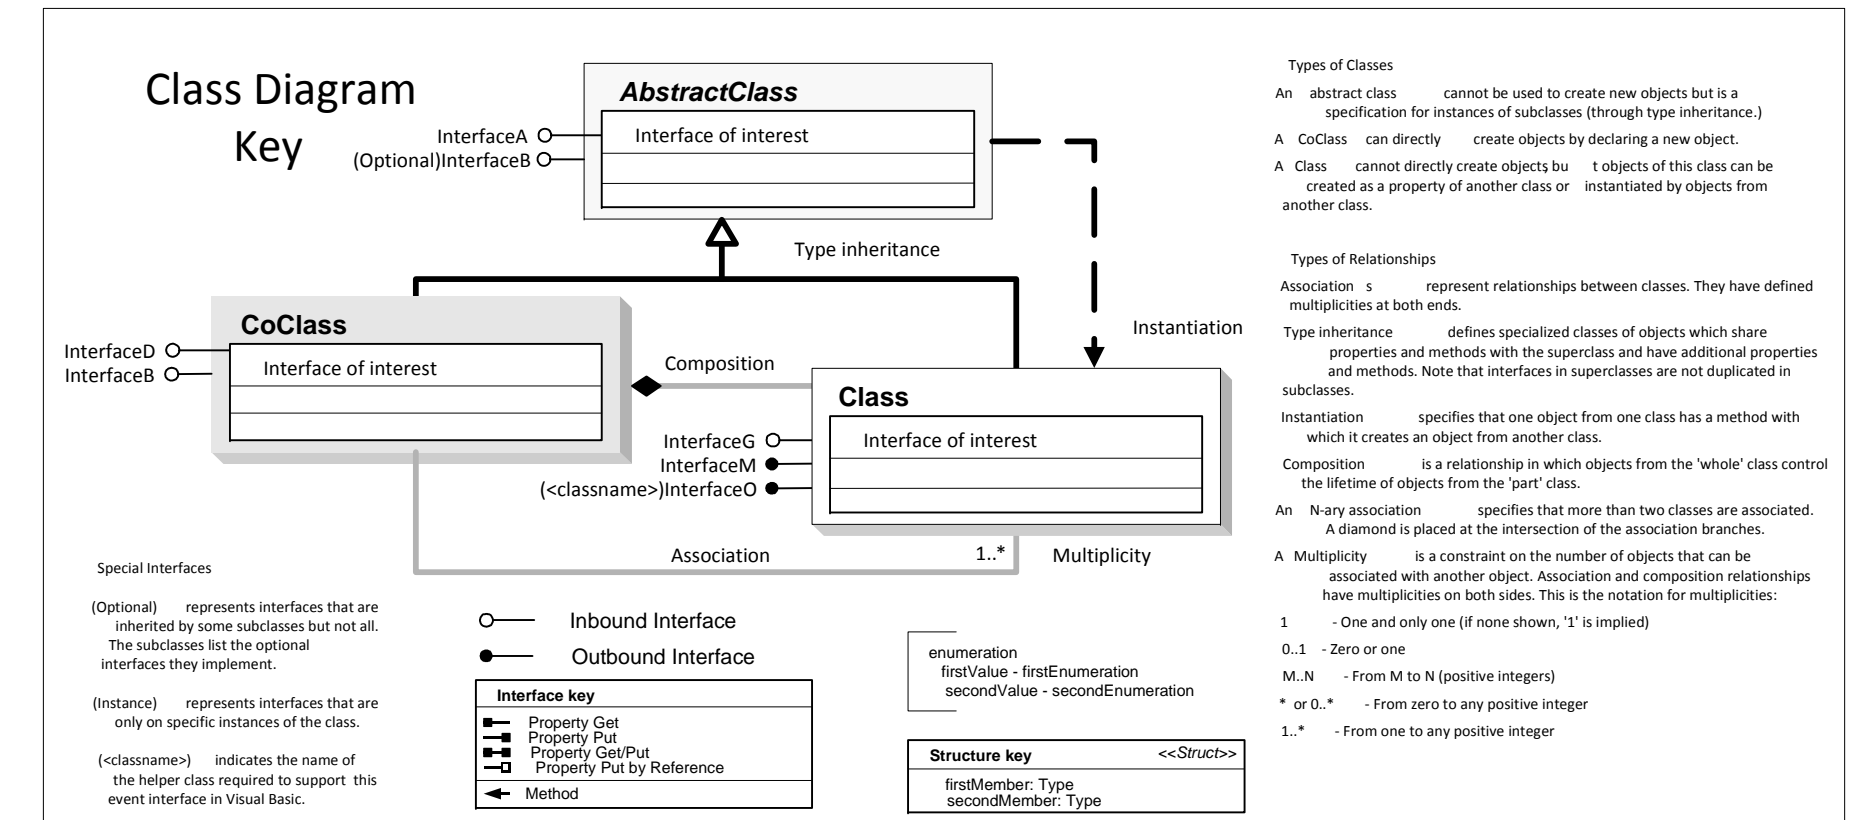 Class Diagram
Key
AbstractClass
Interface of interest
InterfaceA
(Optional)InterfaceB
Type inheritance
CoClass
Interface of interest
InterfaceD
InterfaceB
Composition
Instantiation
Class
Interface of interest
InterfaceG
InterfaceM
(<classname>)InterfaceO
Association
1..*
Multiplicity
Special Interfaces
(Optional) represents interfaces that are
inherited by some subclasses but not all.
The subclasses list the optional
interfaces they implement.
(Instance) represents interfaces that are
only on specific instances of the class.
(<classname>) indicates the name of
the helper class required to support this
event interface in Visual Basic.
Inbound Interface
Outbound Interface
Interface key
Property Get
Property Put
Property Get/Put
Property Put by Reference
Method
enumeration
firstValue - firstEnumeration
secondValue - secondEnumeration
Structure key <<Struct>>
firstMember: Type
secondMember: Type
Types of Classes
An abstract class cannot be used to create new objects but is a
specification for instances of subclasses (through type inheritance.)
A CoClass can directly create objects by declaring a new object.
A Class cannot directly create objects, bu t objects of this class can be
created as a property of another class or instantiated by objects from
another class.
Types of Relationships
Association s represent relationships between classes. They have defined
multiplicities at both ends.
Type inheritance defines specialized classes of objects which share
properties and methods with the superclass and have additional properties
and methods. Note that interfaces in superclasses are not duplicated in
subclasses.
Instantiation specifies that one object from one class has a method with
which it creates an object from another class.
Composition is a relationship in which objects from the 'whole' class control
the lifetime of objects from the 'part' class.
An N-ary association specifies that more than two classes are associated.
A diamond is placed at the intersection of the association branches.
A Multiplicity is a constraint on the number of objects that can be
associated with another object. Association and composition relationships
have multiplicities on both sides. This is the notation for multiplicities:
1 - One and only one (if none shown, '1' is implied)
0..1 - Zero or one
M..N - From M to N (positive integers)
* or 0..* - From zero to any positive integer
1..* - From one to any positive integer